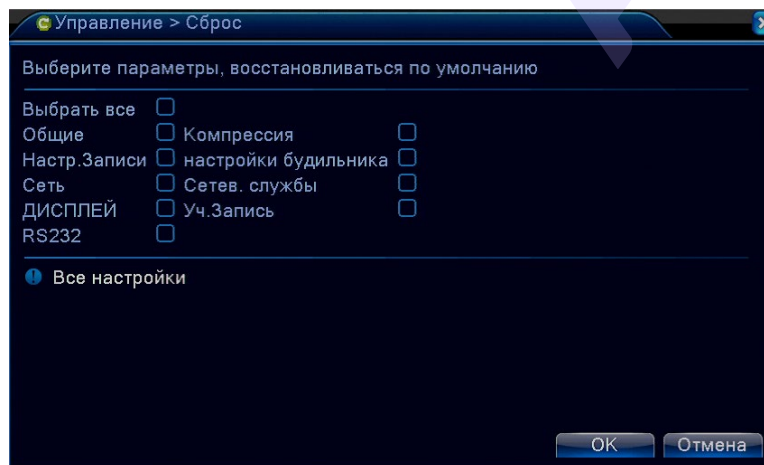 Управление > Сброс
Выберите параметры, восстановливаться по умолчанию
Выбрать все
Общие Компрессия
Настр.Записи настройки будильника
Сеть Сетев. службы
ДИСПЛЕЙ Уч.Запись
RS232
Все настройки
OK Отмена